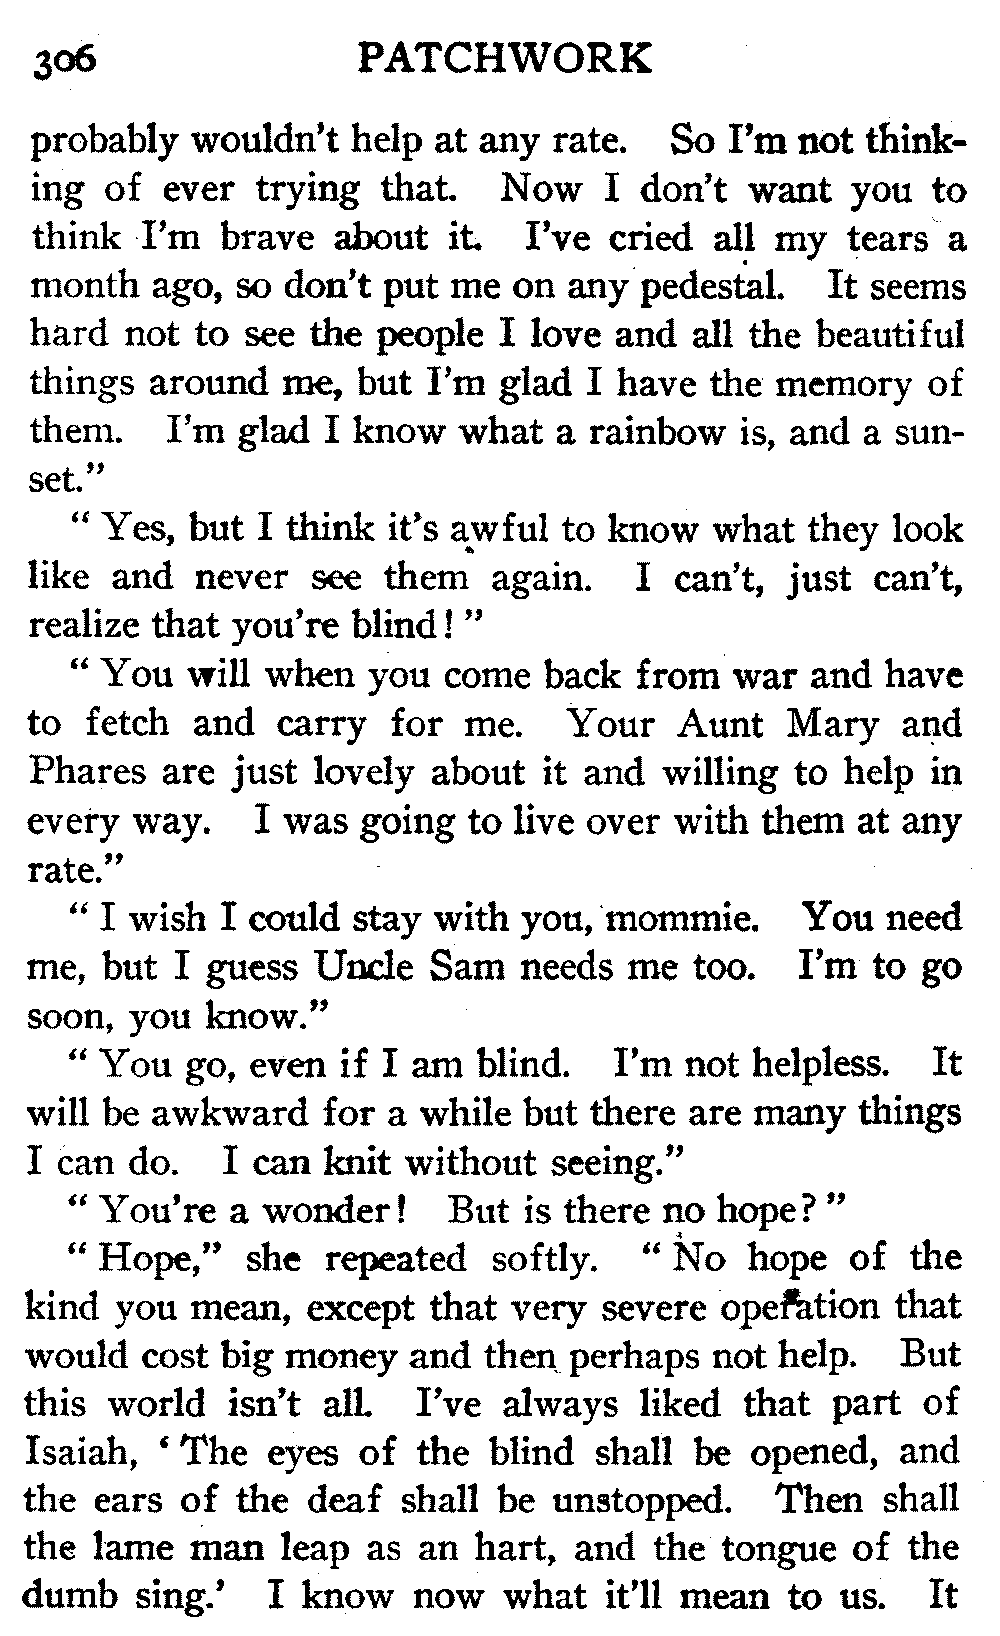 306 PATCHWORK
probably wouldn't help at any rate. So I'm not think-
ing of ever trying that. Now I don't want you to
think I'm brave about it. I've cried all my tears a
month ago, so don't put me on any pedestal. It seems
hard not to see the people I love and all the beautiful
things around me, but I'm glad I have the memory of
them. I'm glad I know what a rainbow is, and a sun-
set."
" Yes, but I think it's awful to know what they look
like and never see them again. I can't, just can't,
realize that you're blind! "
" You will when you come back from war and have
to fetch and carry for me. Your Aunt Mary and
Phares are just lovely about it and willing to help in
every way. I was going to live over with them at any
rate."
" I wish I could stay with you, mommie. You need
me, but I guess Uncle Sam needs me too. I'm to go
soon, you know."
" You go, even if I am blind. I'm not helpless. It
will be awkward for a while but there are many things
I can do. I can knit without seeing."
" You're a wonder! But is there no hope? "
" Hope," she repeated softly. " No hope of the
kind you mean, except that very severe operation that
would cost big money and then perhaps not help. But
this world isn't all. I've always liked that part of
Isaiah, ' The eyes of the blind shall be opened, and
the ears of the deaf shall be unstopped. Then shall
the lame man leap as an hart, and the tongue of the
dumb sing.' I know now what it'll mean to us. It